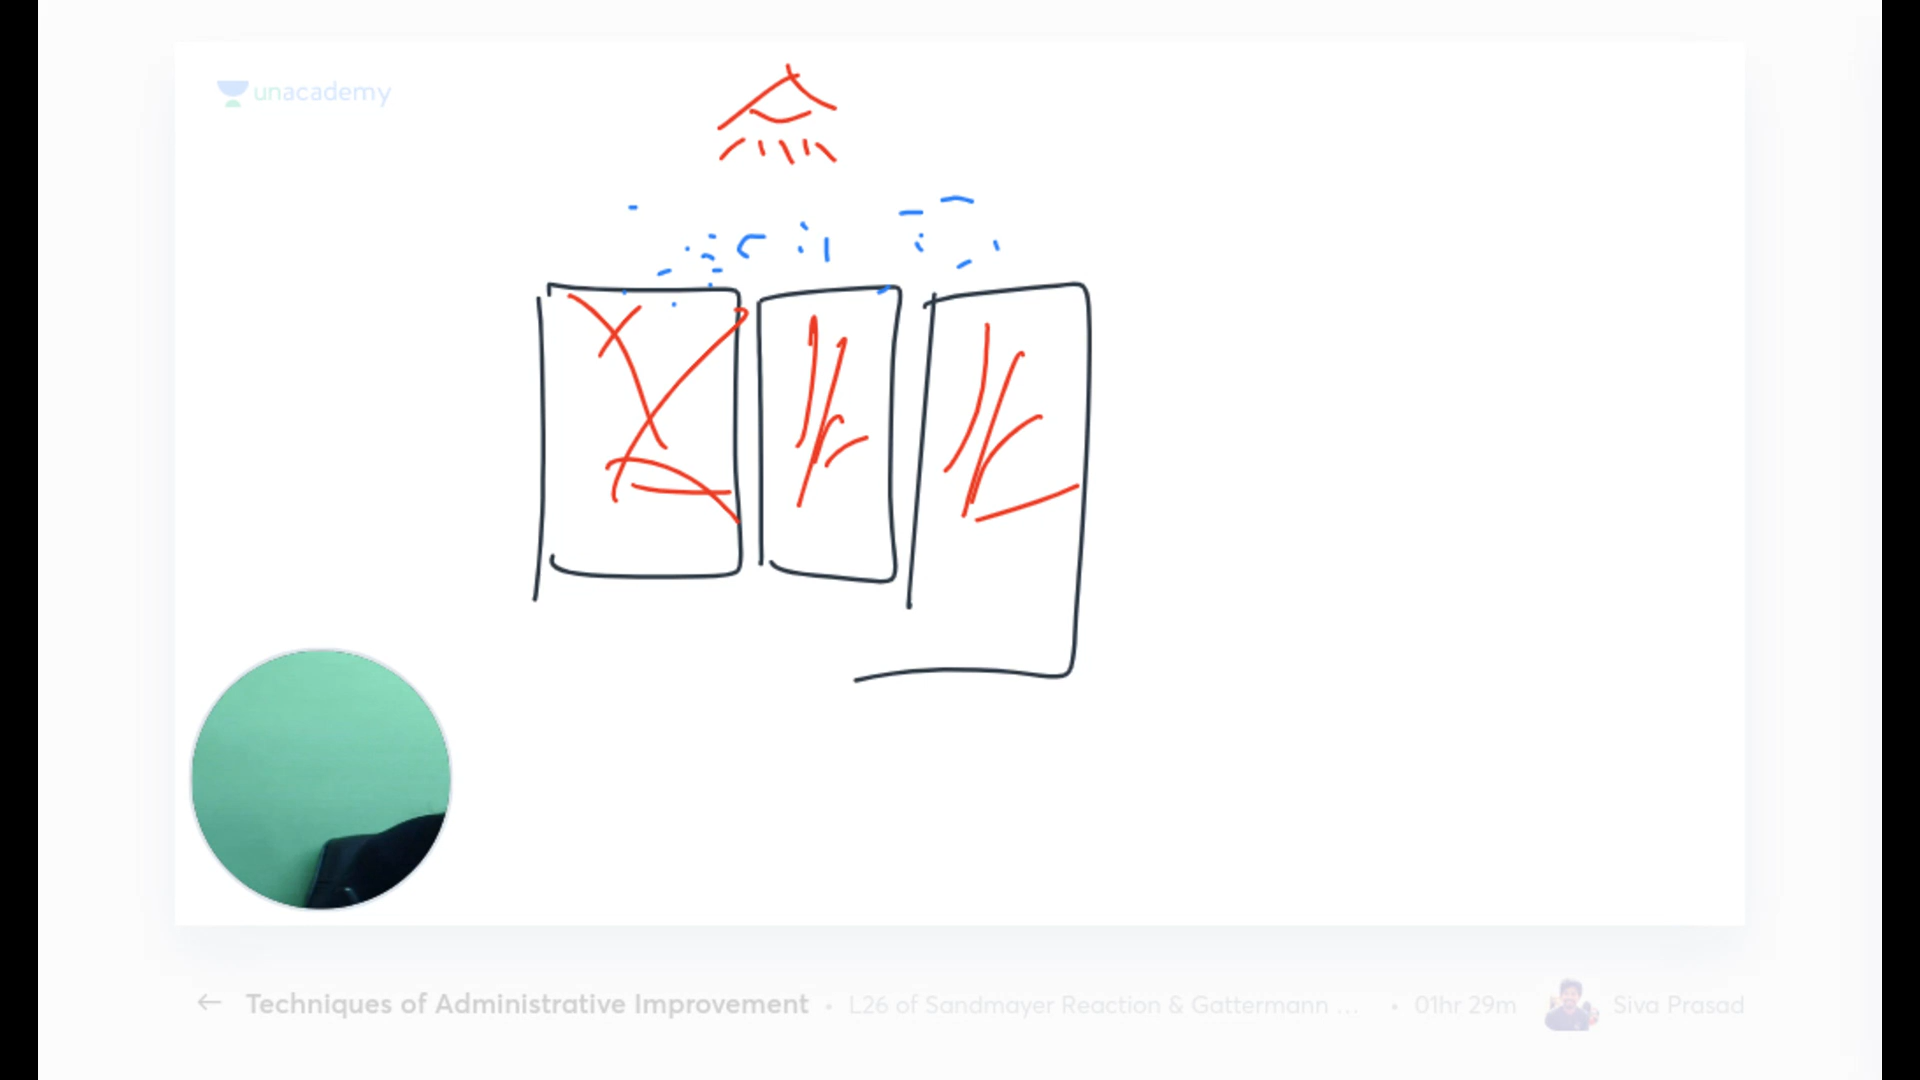 unacademy
← Techniques of Administrative Improvement • L26 of Sandmayer Reaction & Gattermann ... • 01hr 29m Siva Prasad